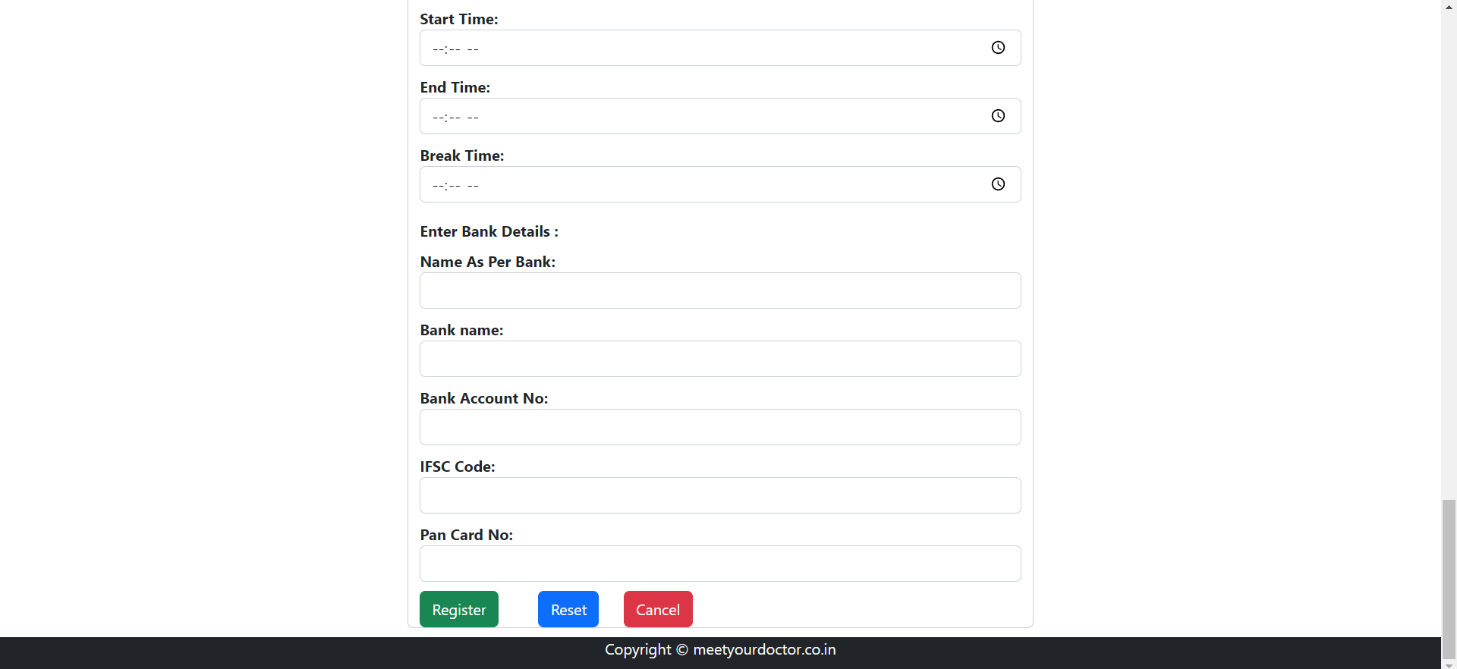 Start Time:
--:-- --
End Time:
--:-- --
Break Time:
--:-- --
Enter Bank Details :
Name As Per Bank:
Bank name:
Bank Account No:
IFSC Code:
Pan Card No:
Register Reset Cancel
Copyright © meetyourdoctor.co.in